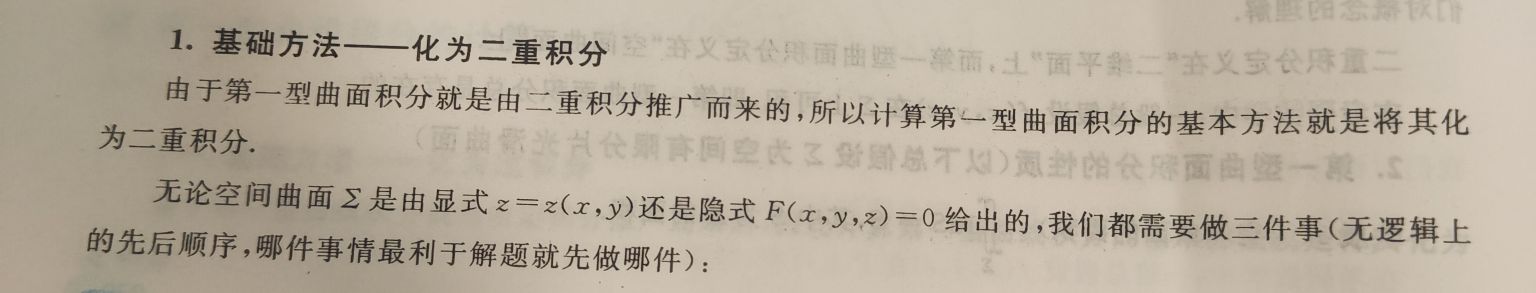 1. 基础方法——化为二重积分
由于第一型曲面积分就是由二重积分推广而来的,所以计算第一型曲面积分的基本方法就是将其化
为二重积分.
无论空间曲面 Σ 是由显式 z=z(x,y)还是隐式 F(x,y,z)=0 给出的,我们都需要做三件事(无逻辑上
的先后顺序,哪件事情最利于解题就先做哪件):